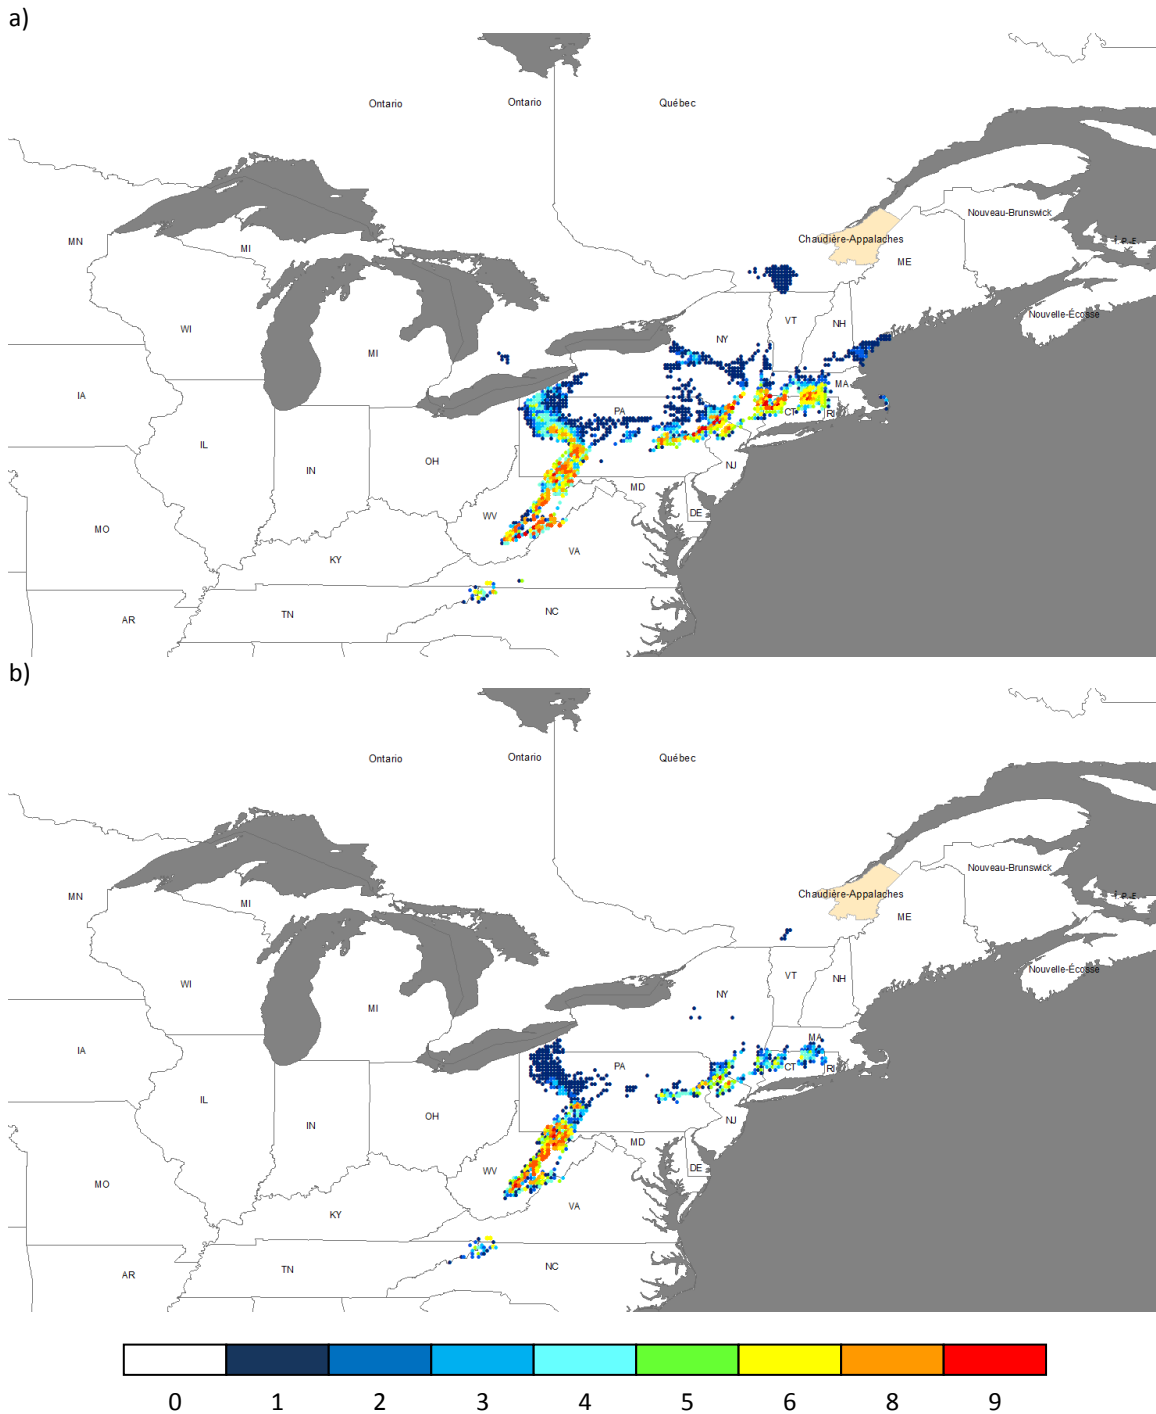 a)
Ontario Ontario Québec
Nouveau-Brunswick
MN MI Chaudière-Appalaches Î.-P.-É.
ME
Nouvelle-Écosse
WI VT NH
NY
MI
MA
IA
PA CT RI
IL OH
IN NJ
MD
WV DE
MO
KY VA
TN NC
AR
b)
Ontario Ontario Québec
Nouveau-Brunswick
MN MI Chaudière-Appalaches Î.-P.-É.
ME
Nouvelle-Écosse
WI VT NH
NY
MI
MA
IA PA CT RI
IL
IN OH NJ
MD
WV DE
MO
KY VA
TN NC
AR
0 1 2 3 4 5 6 8 9